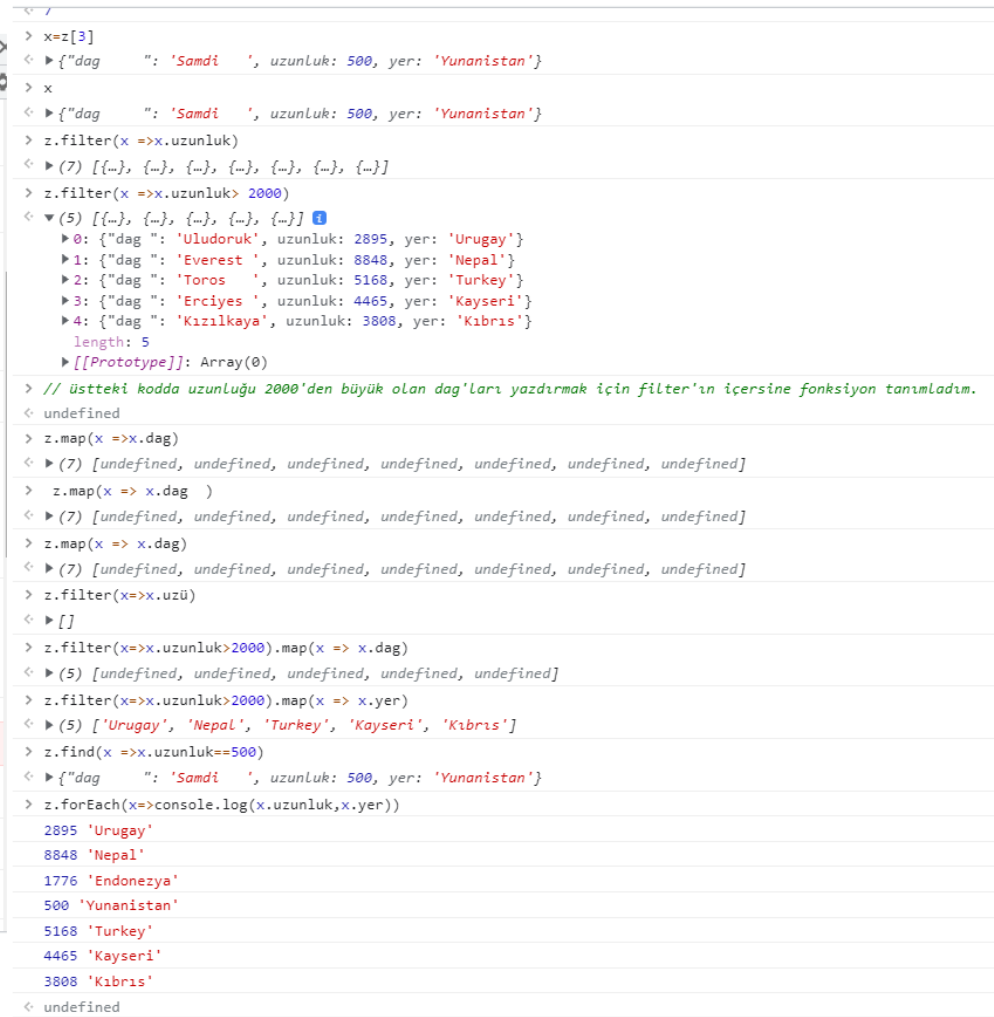 7
> x=z[3]
{"dag     ": 'Samdi   ', uzunluk: 500, yer: 'Yunanistan'}
> x
{"dag     ": 'Samdi   ', uzunluk: 500, yer: 'Yunanistan'}
> z.filter(x =>x.uzunluk)
(7) [{…}, {…}, {…}, {…}, {…}, {…}, {…}]
> z.filter(x =>x.uzunluk> 2000)
(5) [{…}, {…}, {…}, {…}, {…}] i
0: {"dag ": 'Uludoruk', uzunluk: 2895, yer: 'Urugay'}
1: {"dag ": 'Everest ', uzunluk: 8848, yer: 'Nepal'}
2: {"dag ": 'Toros   ', uzunluk: 5168, yer: 'Turkey'}
3: {"dag ": 'Erciyes ', uzunluk: 4465, yer: 'Kayseri'}
4: {"dag ": 'Kızılkaya', uzunluk: 3808, yer: 'Kıbrıs'}
length: 5
[[Prototype]]: Array(0)
> // üstteki kodda uzunluğu 2000'den büyük olan dag'ları yazdırmak için filter'ın içersine fonksiyon tanımladım.
undefined
> z.map(x =>x.dag)
(7) [undefined, undefined, undefined, undefined, undefined, undefined, undefined]
>  z.map(x => x.dag  )
(7) [undefined, undefined, undefined, undefined, undefined, undefined, undefined]
> z.map(x => x.dag)
(7) [undefined, undefined, undefined, undefined, undefined, undefined, undefined]
> z.filter(x=>x.uzü)
[]
> z.filter(x=>x.uzunluk>2000).map(x => x.dag)
(5) [undefined, undefined, undefined, undefined, undefined]
> z.filter(x=>x.uzunluk>2000).map(x => x.yer)
(5) ['Urugay', 'Nepal', 'Turkey', 'Kayseri', 'Kıbrıs']
> z.find(x =>x.uzunluk==500)
{"dag     ": 'Samdi   ', uzunluk: 500, yer: 'Yunanistan'}
> z.forEach(x=>console.log(x.uzunluk,x.yer))
2895 'Urugay'
8848 'Nepal'
1776 'Endonezya'
500 'Yunanistan'
5168 'Turkey'
4465 'Kayseri'
3808 'Kıbrıs'
undefined